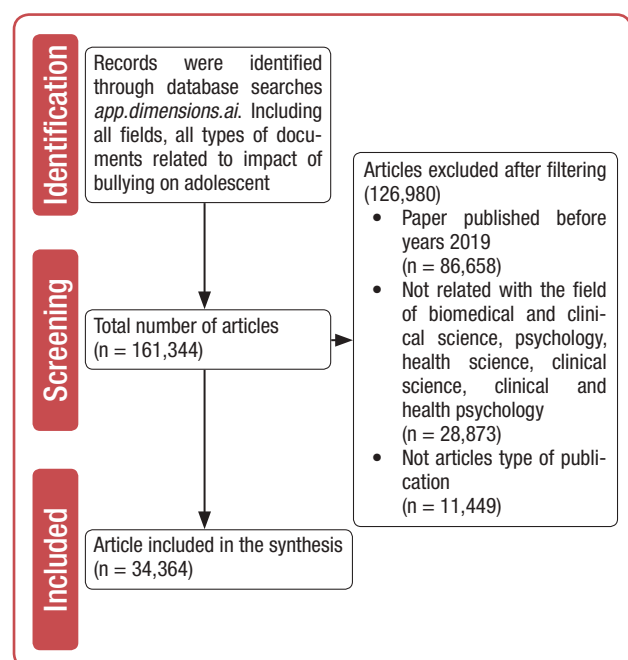 Identification
Records were identified
through database searches
app.dimensions.ai. Including
all fields, all types of docu-
ments related to impact of
bullying on adolescent
Screening
Total number of articles
(n = 161,344)
Articles excluded after filtering
(126,980)
• Paper published before
years 2019
(n = 86,658)
• Not related with the field
of biomedical and clini-
cal science, psychology,
health science, clinical
science, clinical and
health psychology
(n = 28,873)
• Not articles type of publi-
cation
(n = 11,449)
Included
Article included in the synthesis
(n = 34,364)